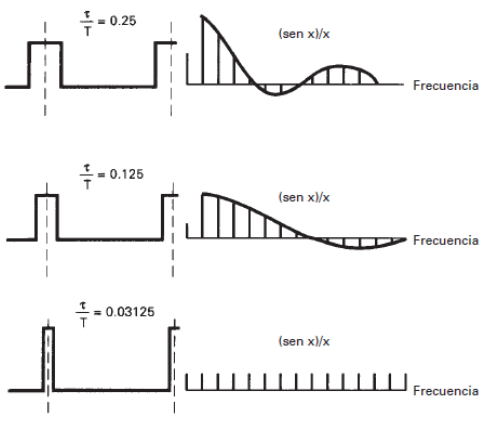 τ/T = 0.25
(sen x)/x
Frecuencia
τ/T = 0.125
(sen x)/x
Frecuencia
τ/T = 0.03125
(sen x)/x
Frecuencia